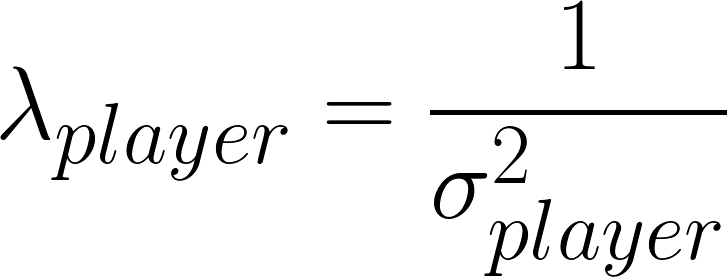 λ_player = 1 / σ²_player